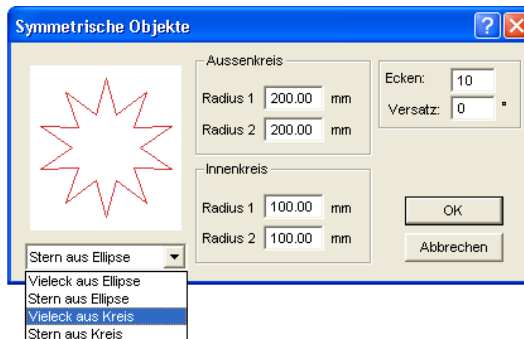 Symmetrische Objekte
Aussenkreis
Radius 1 200.00 mm
Radius 2 200.00 mm
Ecken: 10
Versatz: 0 °
Innenkreis
Radius 1 100.00 mm
Radius 2 100.00 mm
OK
Abbrechen
Stern aus Ellipse
Vieleck aus Ellipse
Stern aus Ellipse
Vieleck aus Kreis
Stern aus Kreis